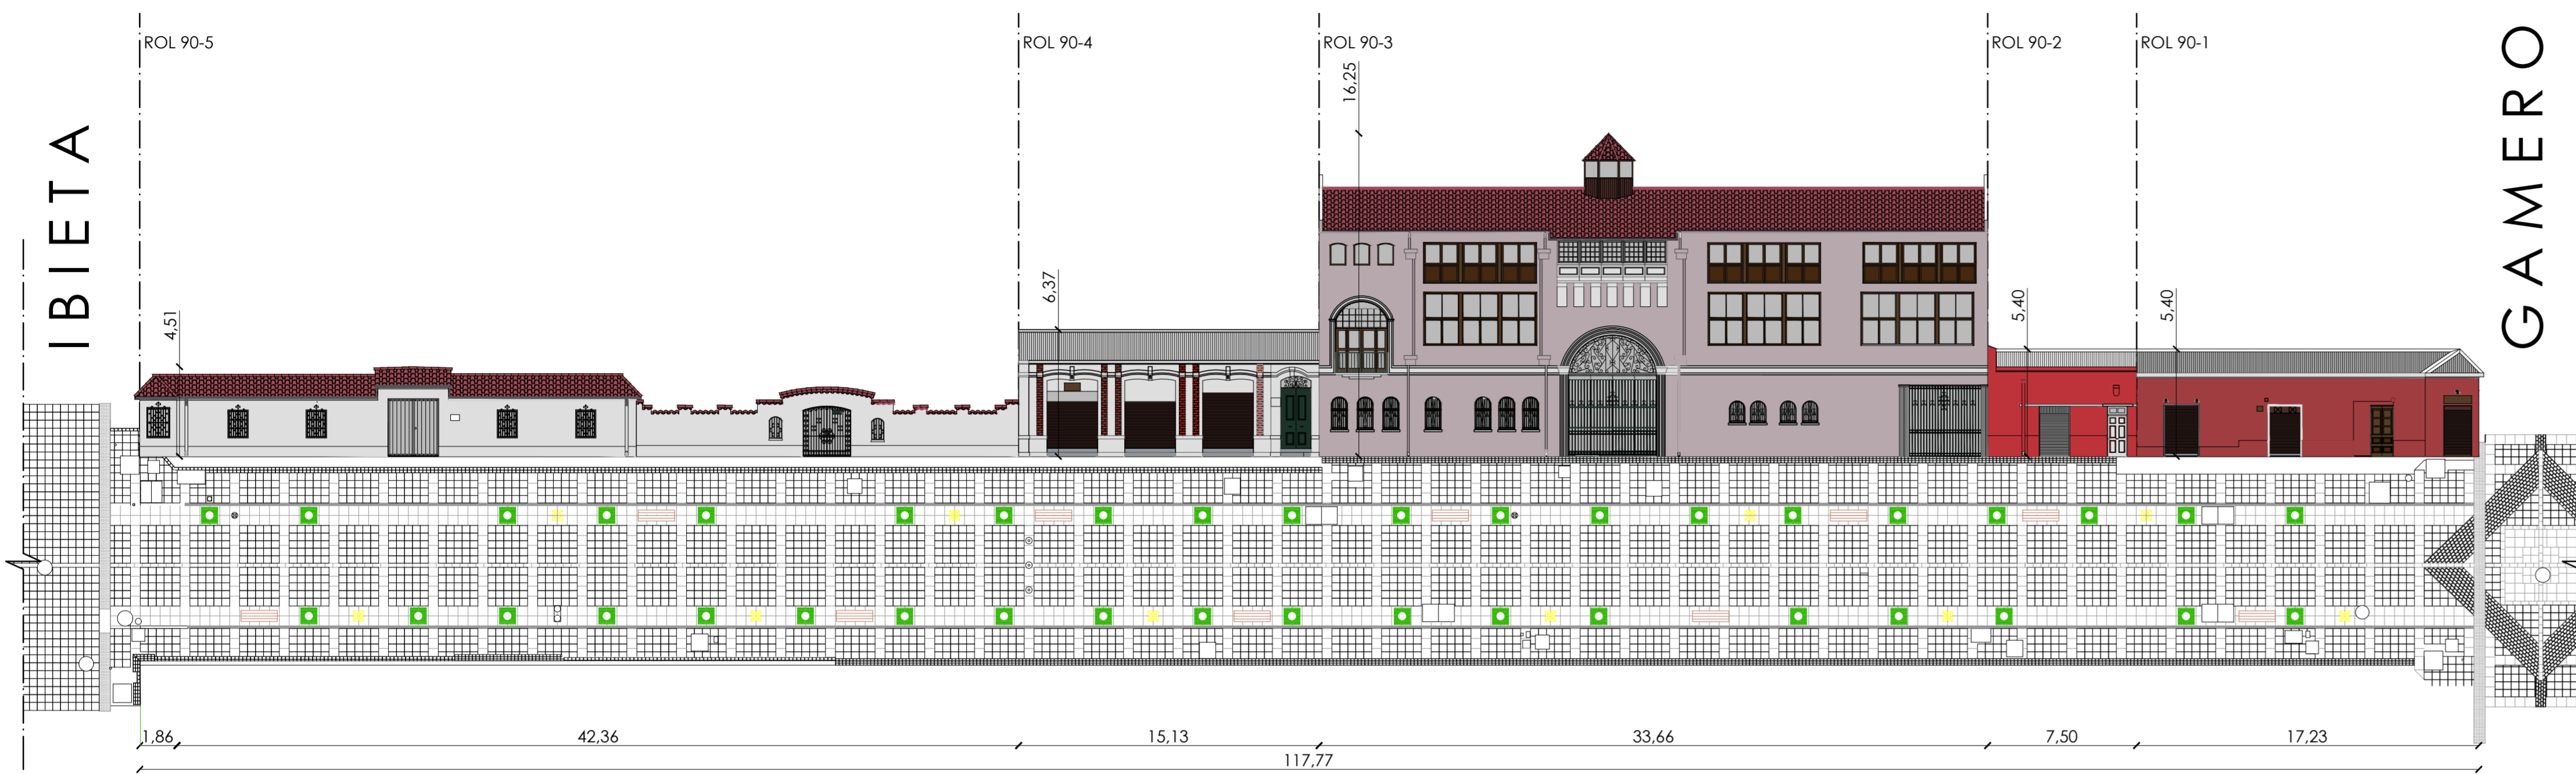 ROL 90-5
ROL 90-4
ROL 90-3
ROL 90-2
ROL 90-1
IBIETA
GAMERO
4,51
6,37
16,25
5,40
5,40
1,86
42,36
15,13
33,66
7,50
17,23
117,77